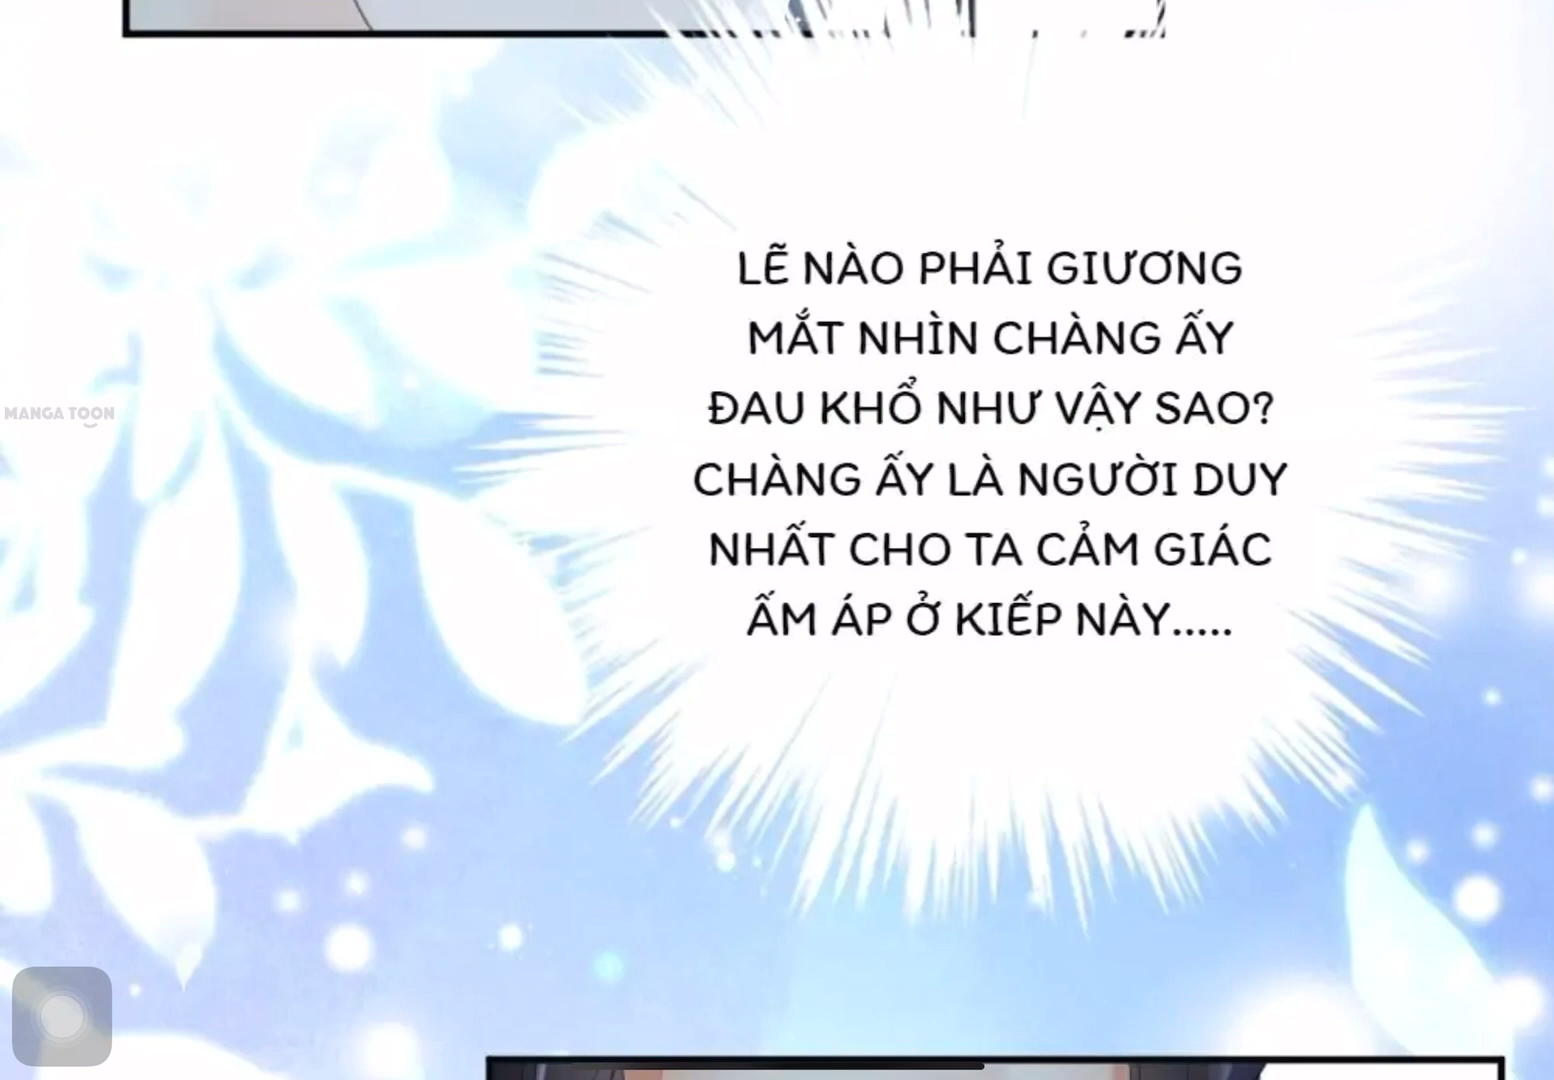 LẼ NÀO PHẢI GIƯƠNG
MẮT NHÌN CHÀNG ẤY
ĐAU KHỔ NHƯ VẬY SAO?
CHÀNG ẤY LÀ NGƯỜI DUY
NHẤT CHO TA CẢM GIÁC
ẤM ÁP Ở KIẾP NÀY.....
MANGA TOON